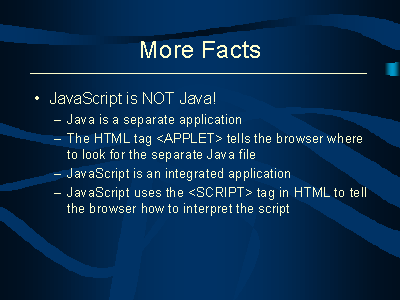 More Facts
• JavaScript is NOT Java!
– Java is a separate application
– The HTML tag <APPLET> tells the browser where
to look for the separate Java file
– JavaScript is an integrated application
– JavaScript uses the <SCRIPT> tag in HTML to tell
the browser how to interpret the script